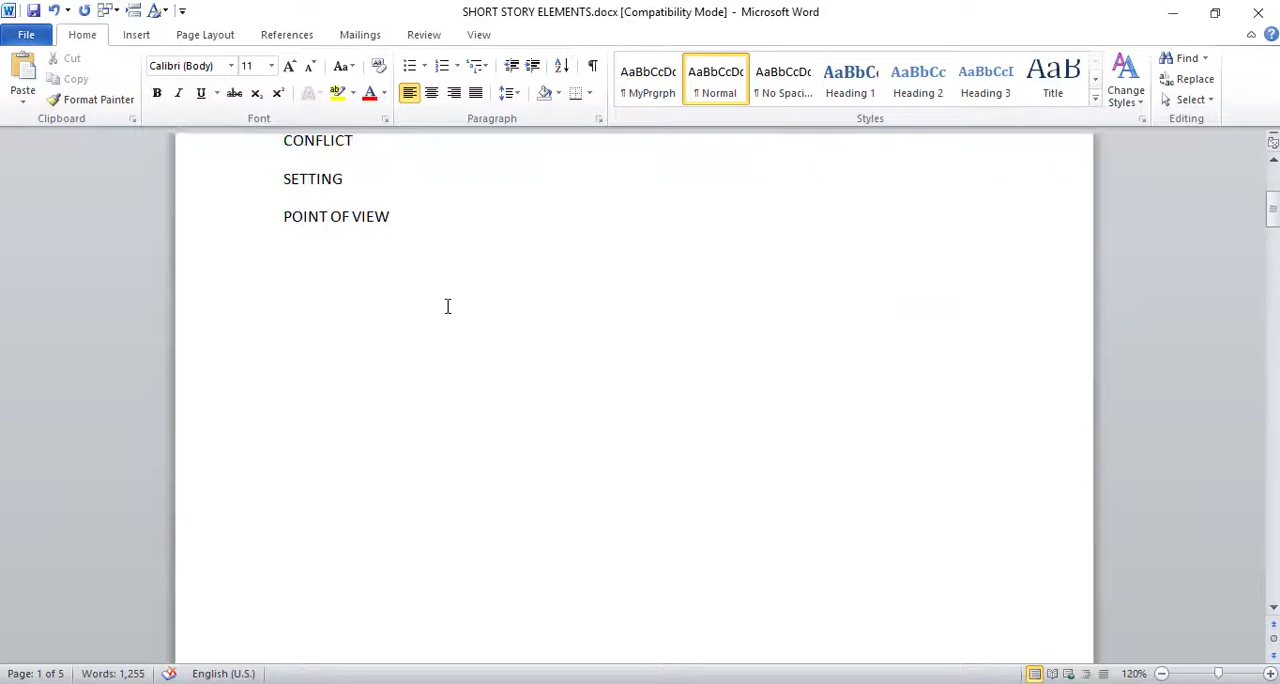 SHORT STORY ELEMENTS.docx [Compatibility Mode] - Microsoft Word
File Home Insert Page Layout References Mailings Review View
Paste
Cut
Copy
Format Painter
Clipboard
Calibri (Body) 11
Font
Paragraph
AaBbCcDc AaBbCcDc AaBbCcDc AaBbC AaBbCc AaBbCcI AaB
¶ MyPrgrph ¶ Normal ¶ No Spaci... Heading 1 Heading 2 Heading 3 Title
Change Styles
Styles
Find
Replace
Select
Editing
CONFLICT
SETTING
POINT OF VIEW
Page: 1 of 5 Words: 1,255 English (U.S.) 120%